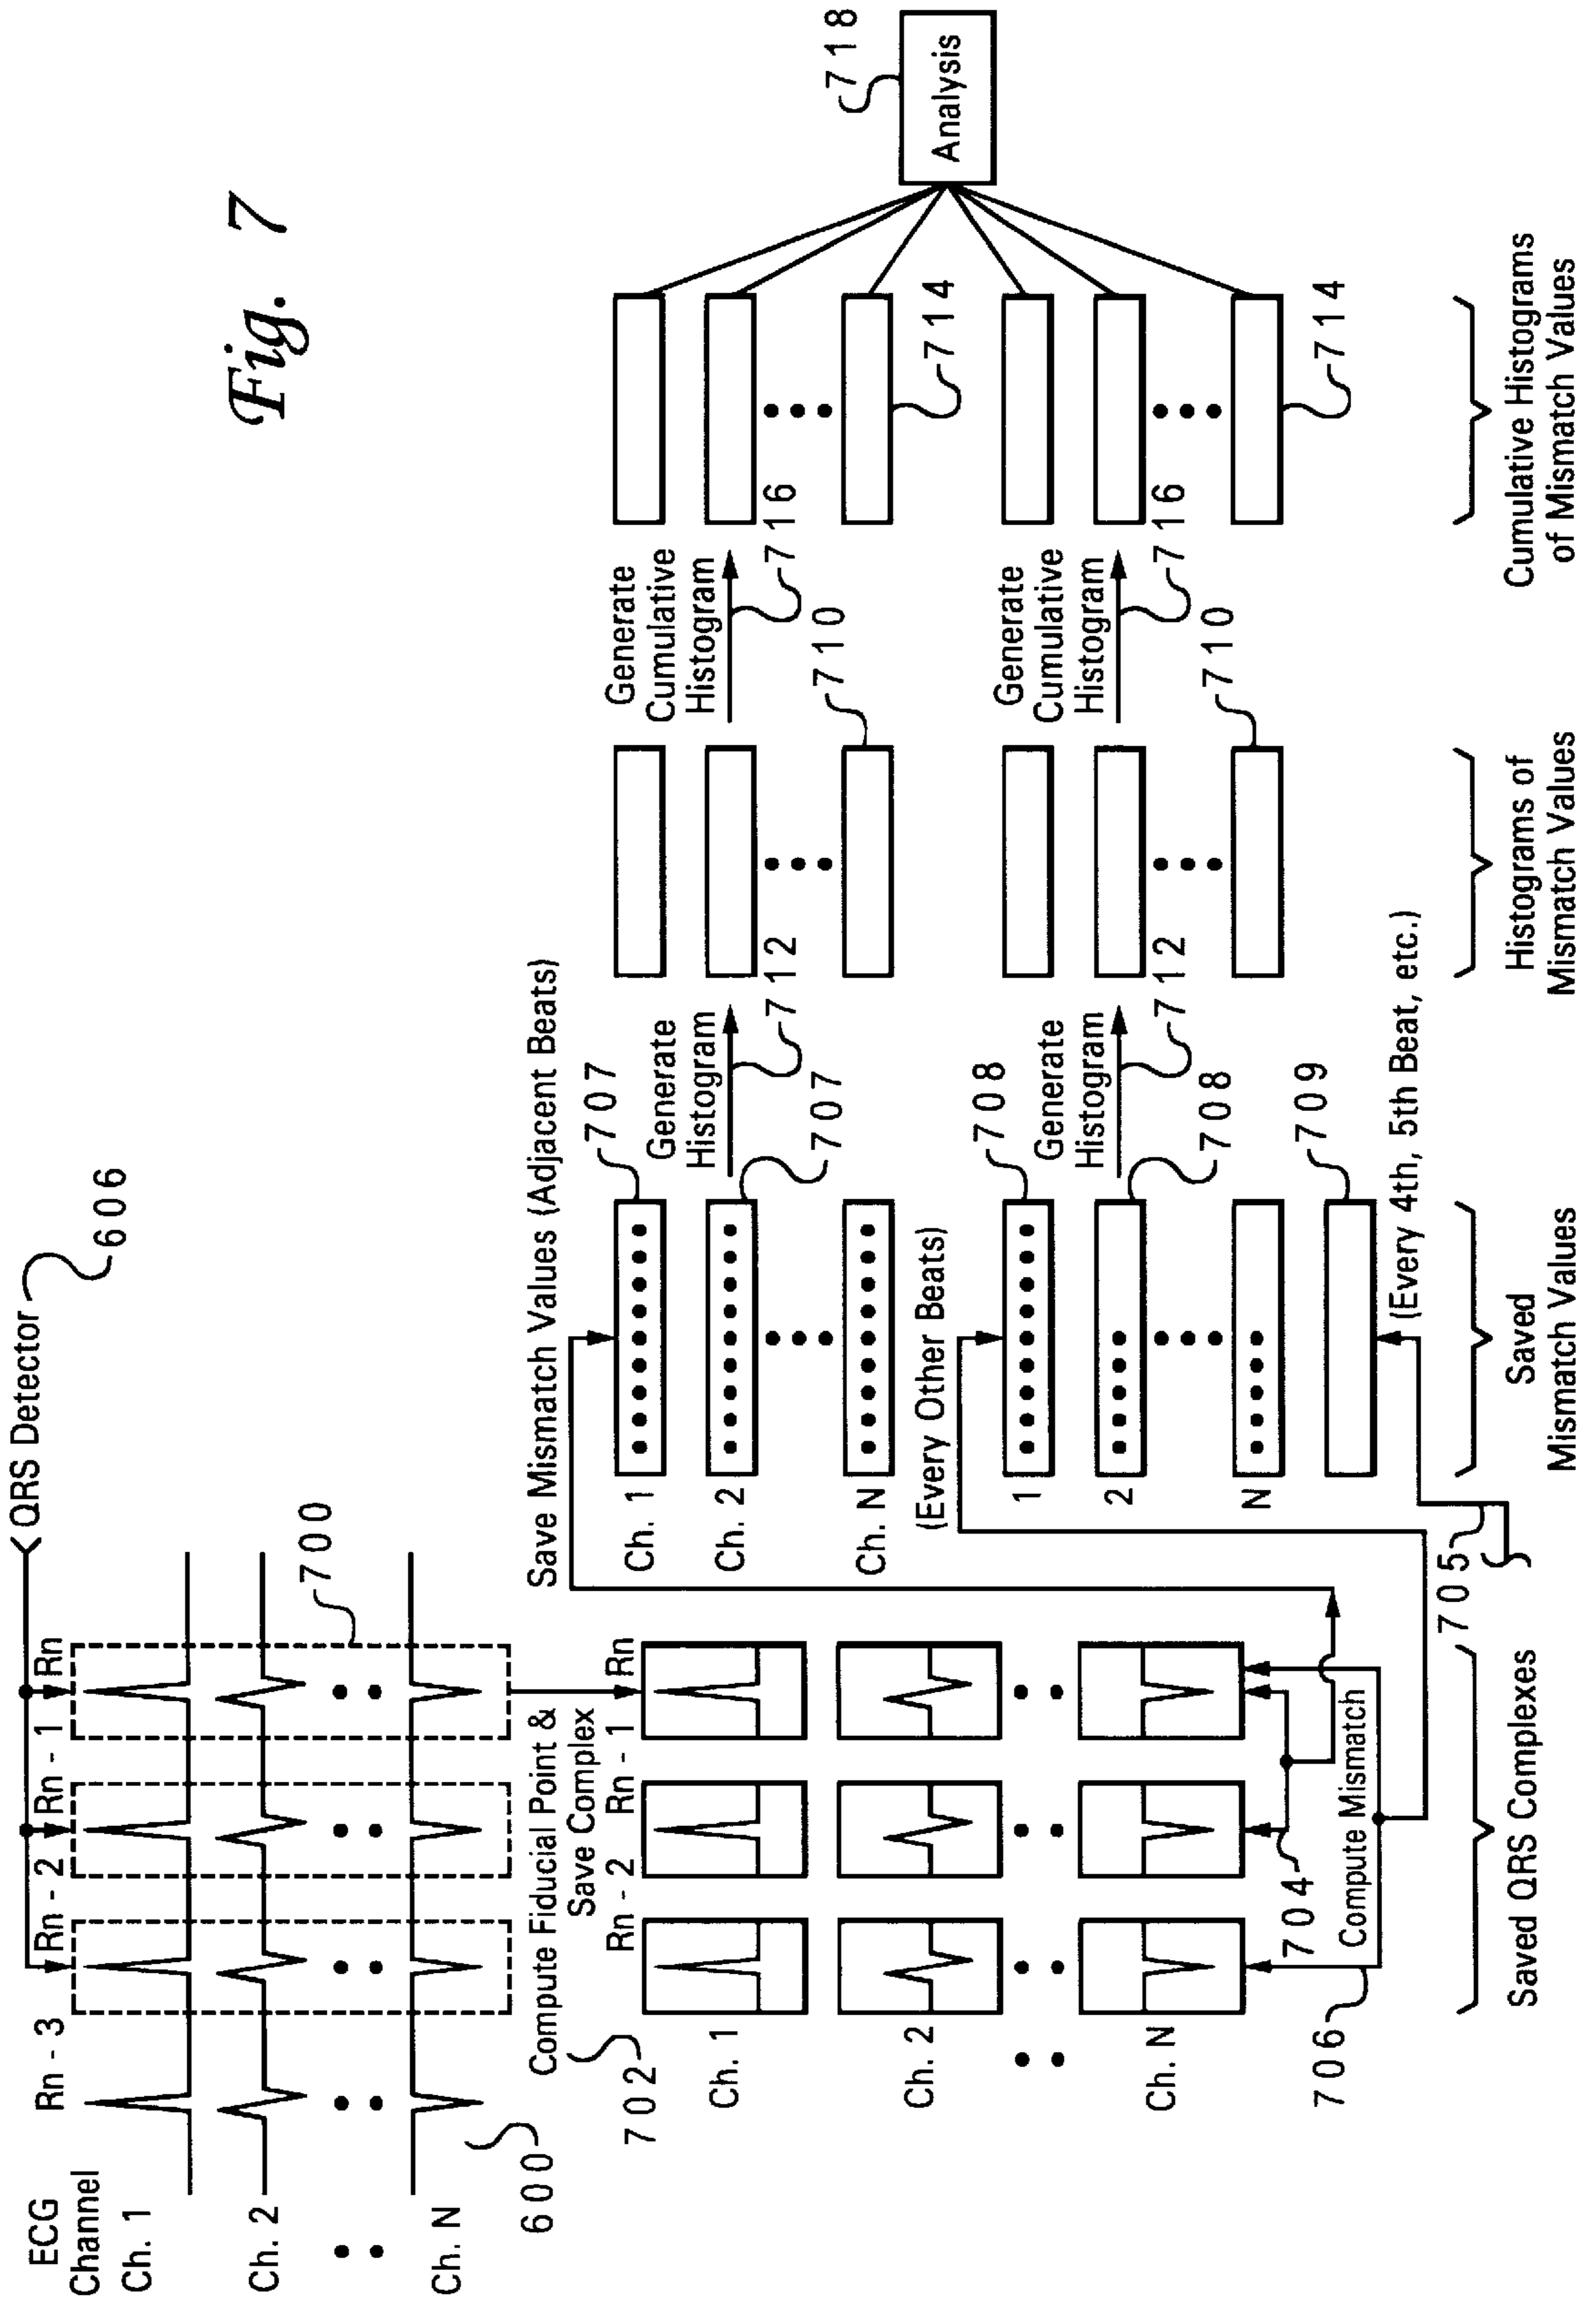 Fig. 7
QRS Detector
606
ECG
Channel
Rn - 3
Rn - 2
Rn - 1
Rn
Ch. 1
Ch. 2
Ch. N
600
700
Compute Fiducial Point &
Save Complex
702
Rn - 2
Rn - 1
Rn
Ch. 1
Ch. 2
Ch. N
704
Compute Mismatch
706
705
Saved QRS Complexes
Save Mismatch Values (Adjacent Beats)
Ch. 1
707
Ch. 2
707
Ch. N
(Every Other Beats)
1
708
2
708
N
709
(Every 4th, 5th Beat, etc.)
Saved
Mismatch Values
Generate
Histogram
712
Generate
Histogram
712
710
710
Histograms of
Mismatch Values
Generate
Cumulative
Histogram
716
Generate
Cumulative
Histogram
716
714
714
Cumulative Histograms
of Mismatch Values
Analysis
718